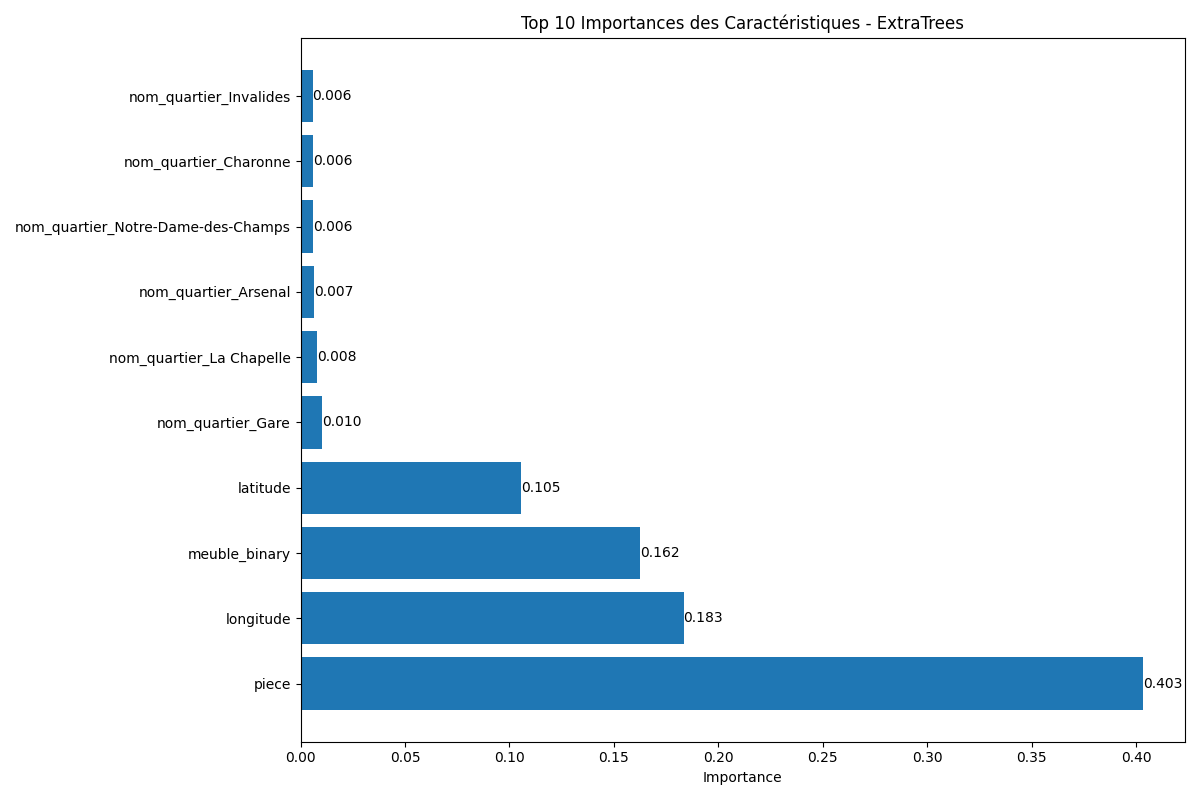 Top 10 Importances des Caractéristiques - ExtraTrees
nom_quartier_Invalides 0.006
nom_quartier_Charonne 0.006
nom_quartier_Notre-Dame-des-Champs 0.006
nom_quartier_Arsenal 0.007
nom_quartier_La Chapelle 0.008
nom_quartier_Gare 0.010
latitude 0.105
meuble_binary 0.162
longitude 0.183
piece 0.403
0.00 0.05 0.10 0.15 0.20 0.25 0.30 0.35 0.40
Importance